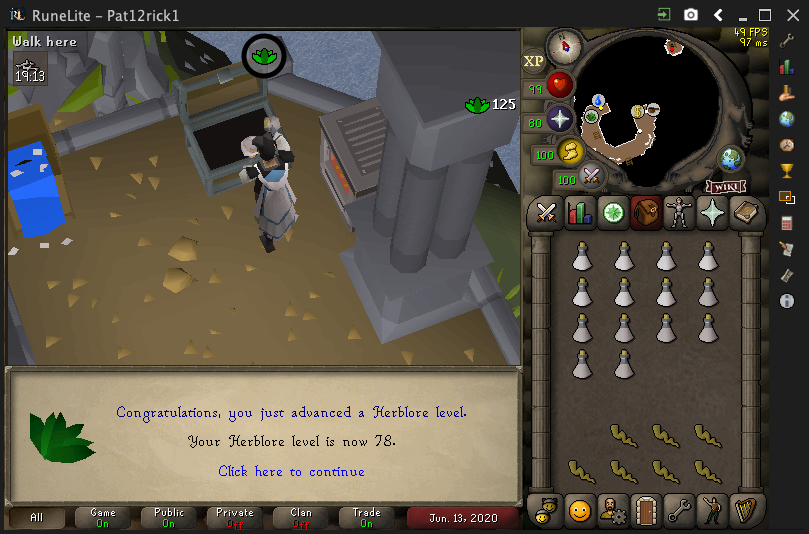 RuneLite - Pat12rick1
Walk here
19:13
125
49 FPS
97 ms
XP
99
80
100
100
WIKI
Congratulations, you just advanced a Herblore level.
Your Herblore level is now 78.
Click here to continue
All
Game
On
Public
On
Private
Off
Clan
Off
Trade
On
Jun. 13, 2020